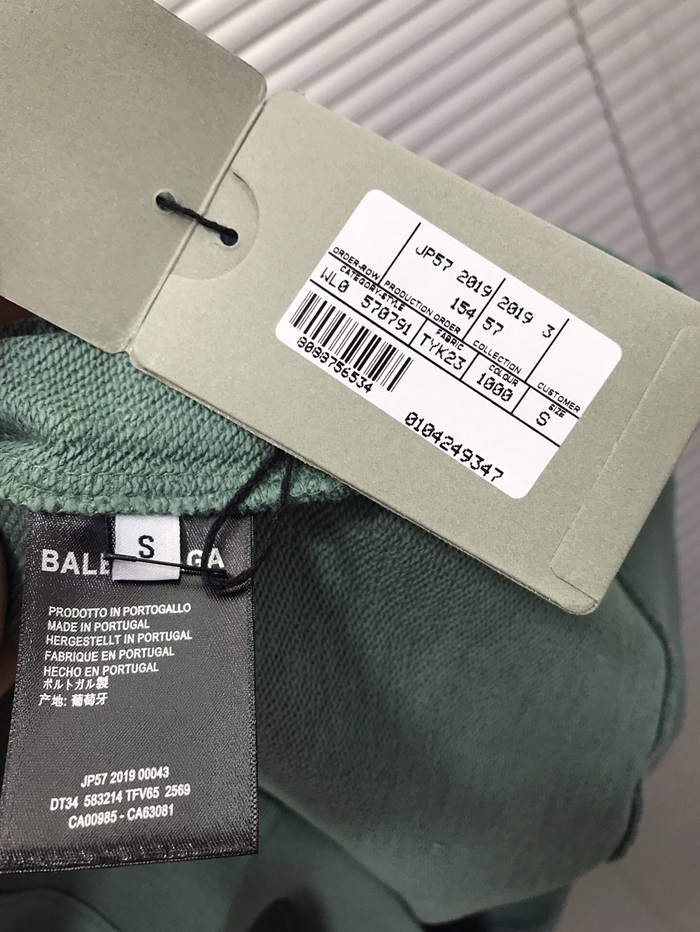 JP57 2019 2019 3
154 57
ORDER-ROW PRODUCTION ORDER COLLECTION CUSTOMER
CATEGORY-STYLE FABRIC COLOUR SIZE
WL0 570791 TYK23 1000 S
8088756534
0104249347
S
BALE GA
PRODOTTO IN PORTOGALLO
MADE IN PORTUGAL
HERGESTELLT IN PORTUGAL
FABRIQUE EN PORTUGAL
HECHO EN PORTUGAL
ポルトガル製
产地: 葡萄牙
JP57 2019 00043
DT34 583214 TFV65 2569
CA00985 - CA63081